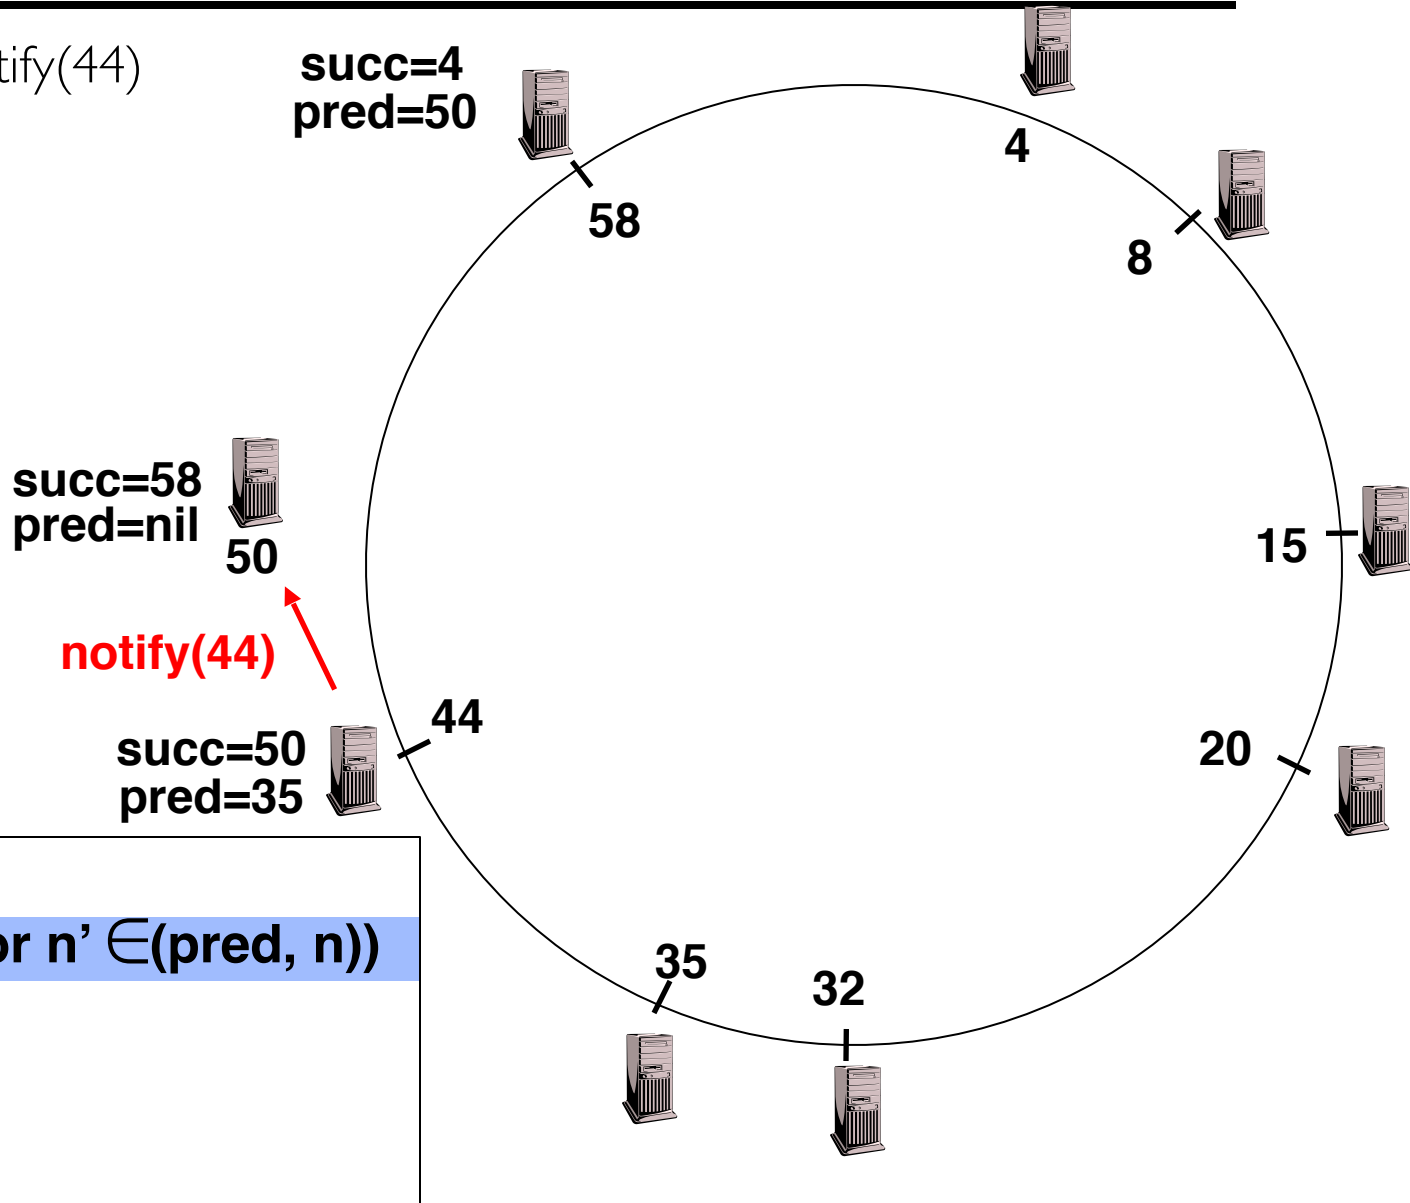 tify(44)
succ=4
pred=50
4
58
8
succ=58
pred=nil
50
15
notify(44)
44
succ=50
pred=35
20
or n’ ∈(pred, n))
35
32